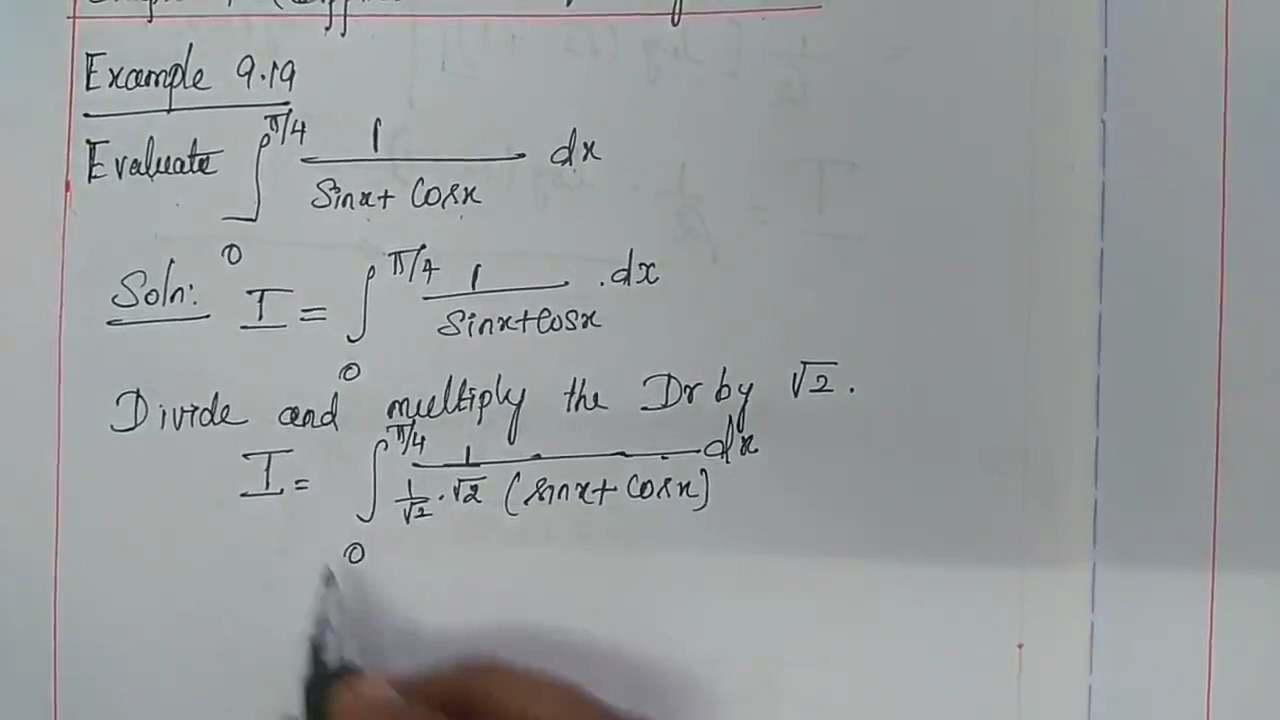 Example 9.19
Evaluate ∫₀^π/4 1/(Sinx + Cosx) dx
Soln: I = ∫₀^π/4 1/(Sinx+Cosx) . dx
Divide and multiply the Dr by √2.
I = ∫₀^π/4 1/(1/√2 . √2 (sinx + cosx)) dx